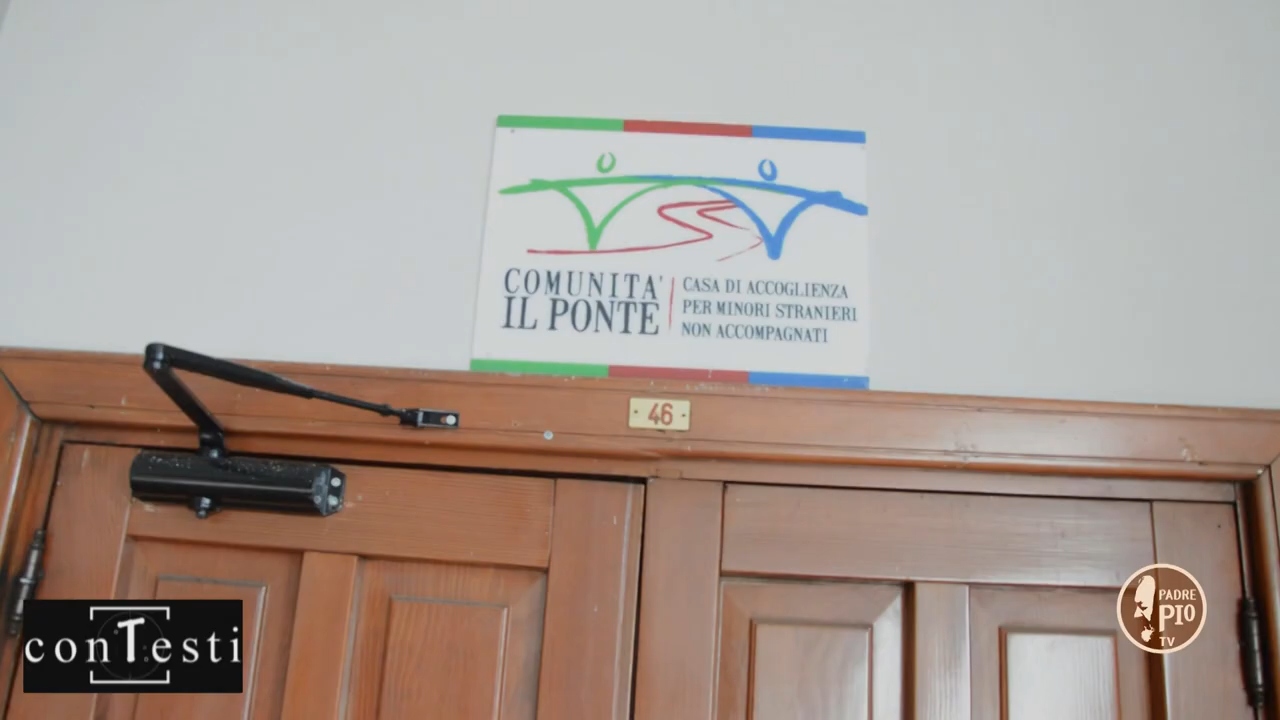 COMUNITA'
IL PONTE
CASA DI ACCOGLIENZA
PER MINORI STRANIERI
NON ACCOMPAGNATI
46
conTesti
PADRE
PIO
TV